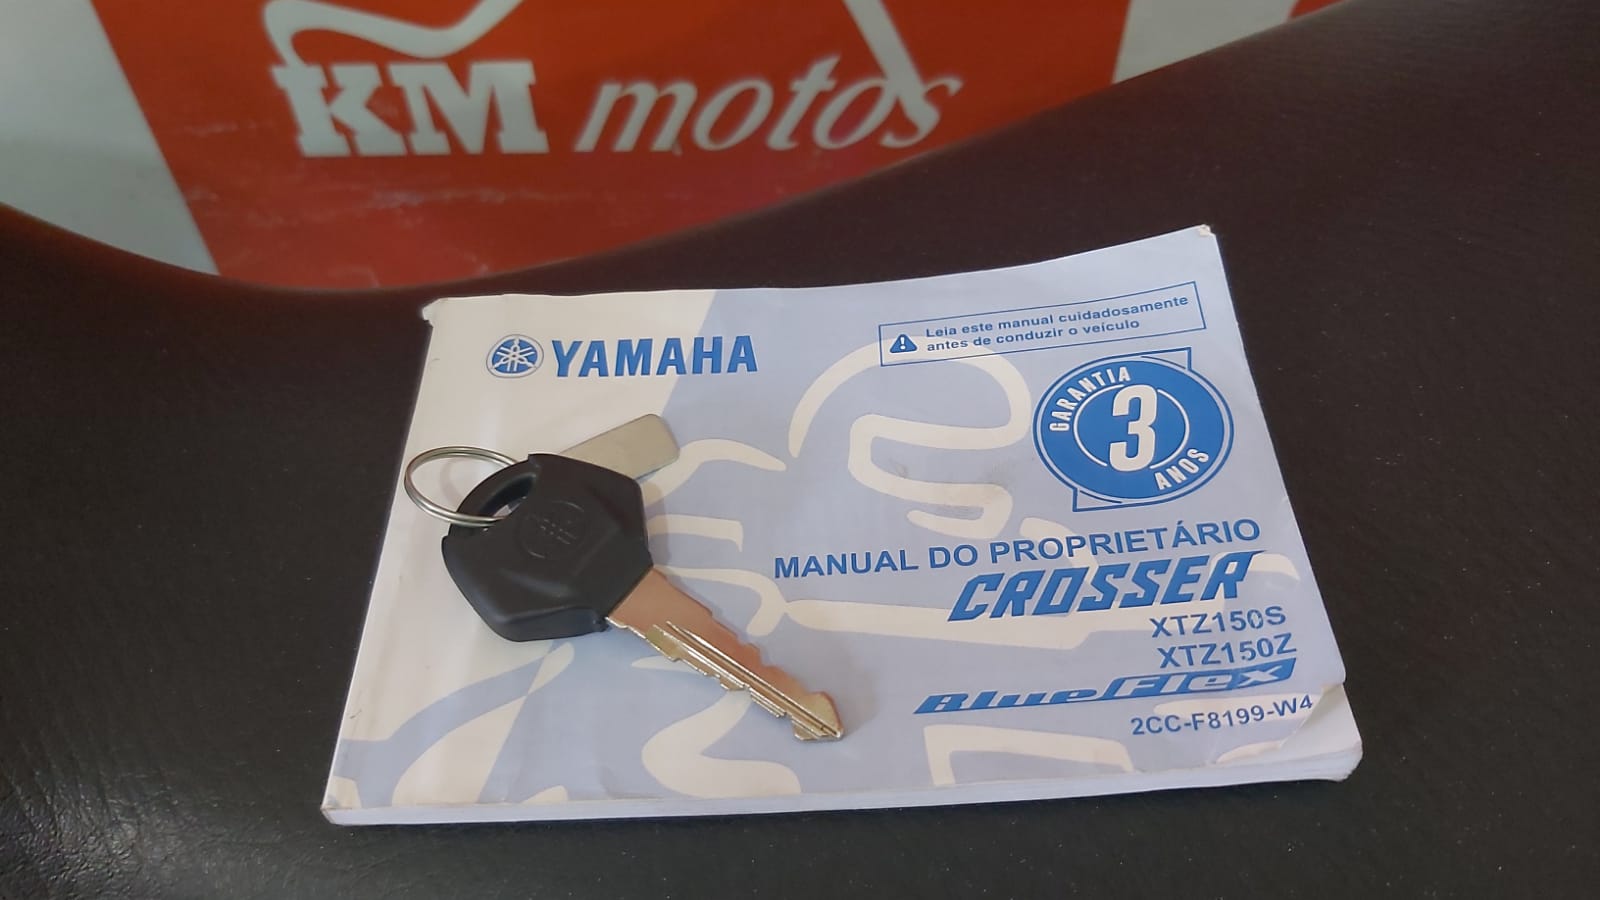 KM motos
YAMAHA
Leia este manual cuidadosamente
antes de conduzir o veículo
GARANTIA
3
ANOS
MANUAL DO PROPRIETÁRIO
CROSSER
XTZ150S
XTZ150Z
BlueFlex
2CC-F8199-W4